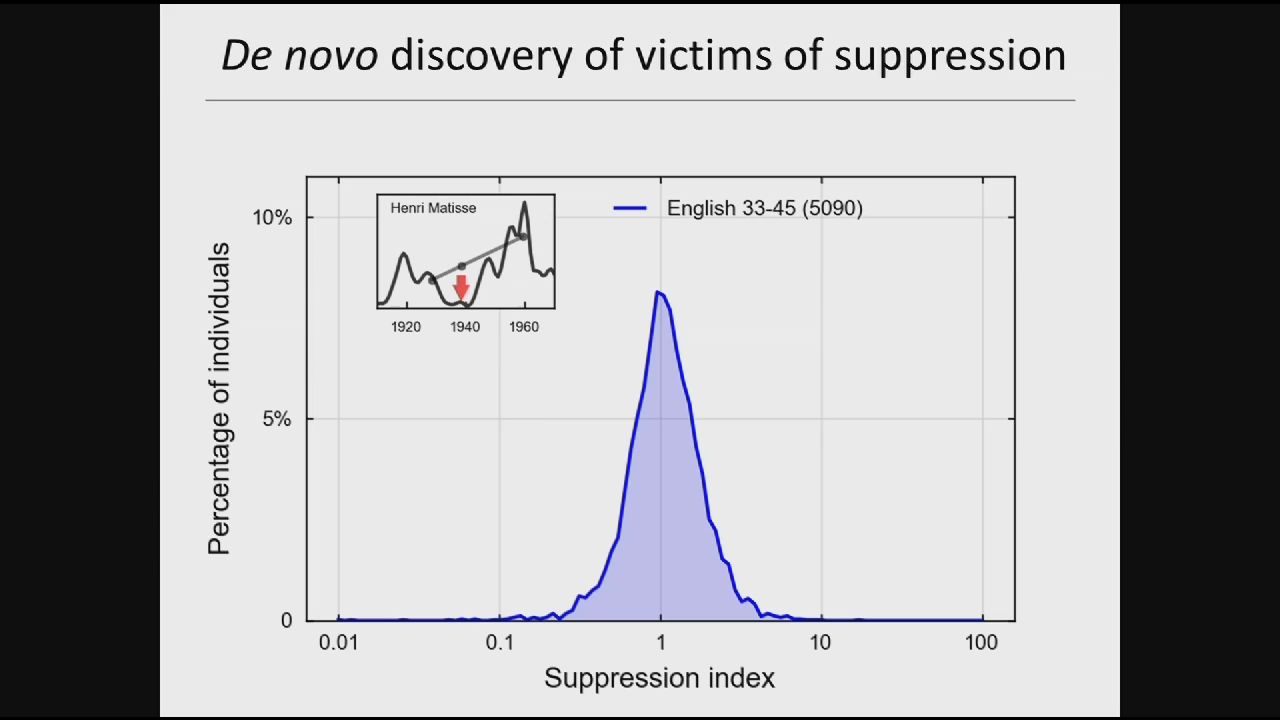 De novo discovery of victims of suppression
Henri Matisse
1920 1940 1960
English 33-45 (5090)
Percentage of individuals
10%
5%
0
0.01 0.1 1 10 100
Suppression index